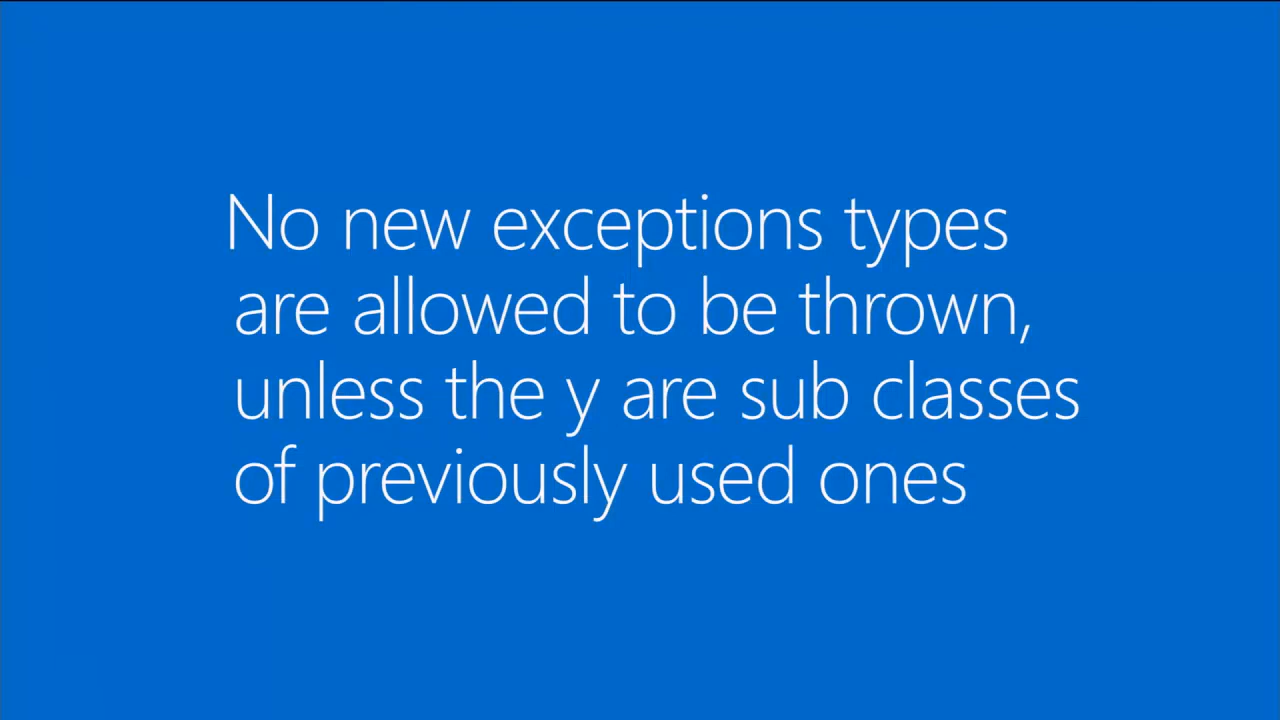 No new exceptions types
are allowed to be thrown,
unless the y are sub classes
of previously used ones